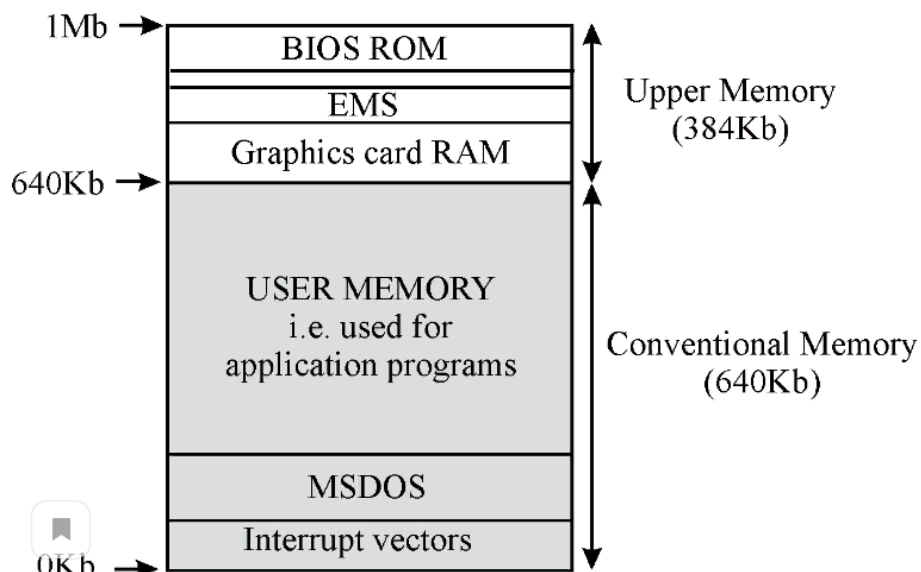 1Mb
BIOS ROM
EMS
Graphics card RAM
Upper Memory
(384Kb)
640Kb
USER MEMORY
i.e. used for
application programs
Conventional Memory
(640Kb)
MSDOS
Interrupt vectors
0Kb